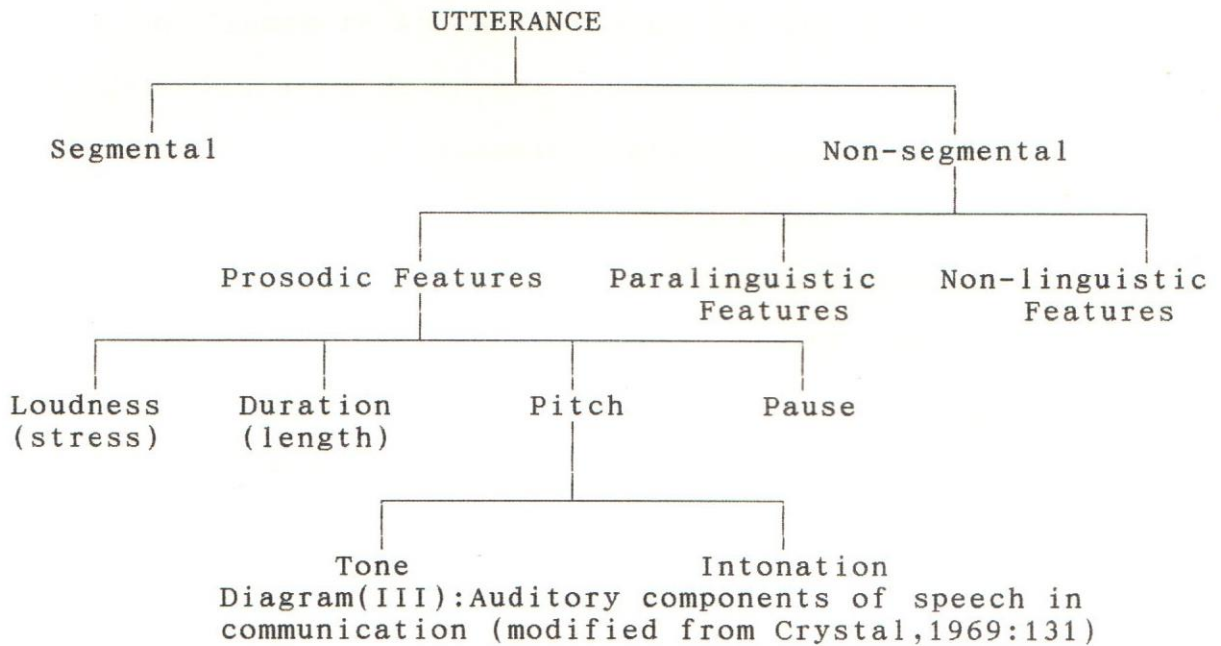 UTTERANCE
Segmental Non-segmental
Prosodic Features Paralinguistic Features Non-linguistic Features
Loudness (stress) Duration (length) Pitch Pause
Tone Intonation
Diagram(III):Auditory components of speech in
communication (modified from Crystal,1969:131)